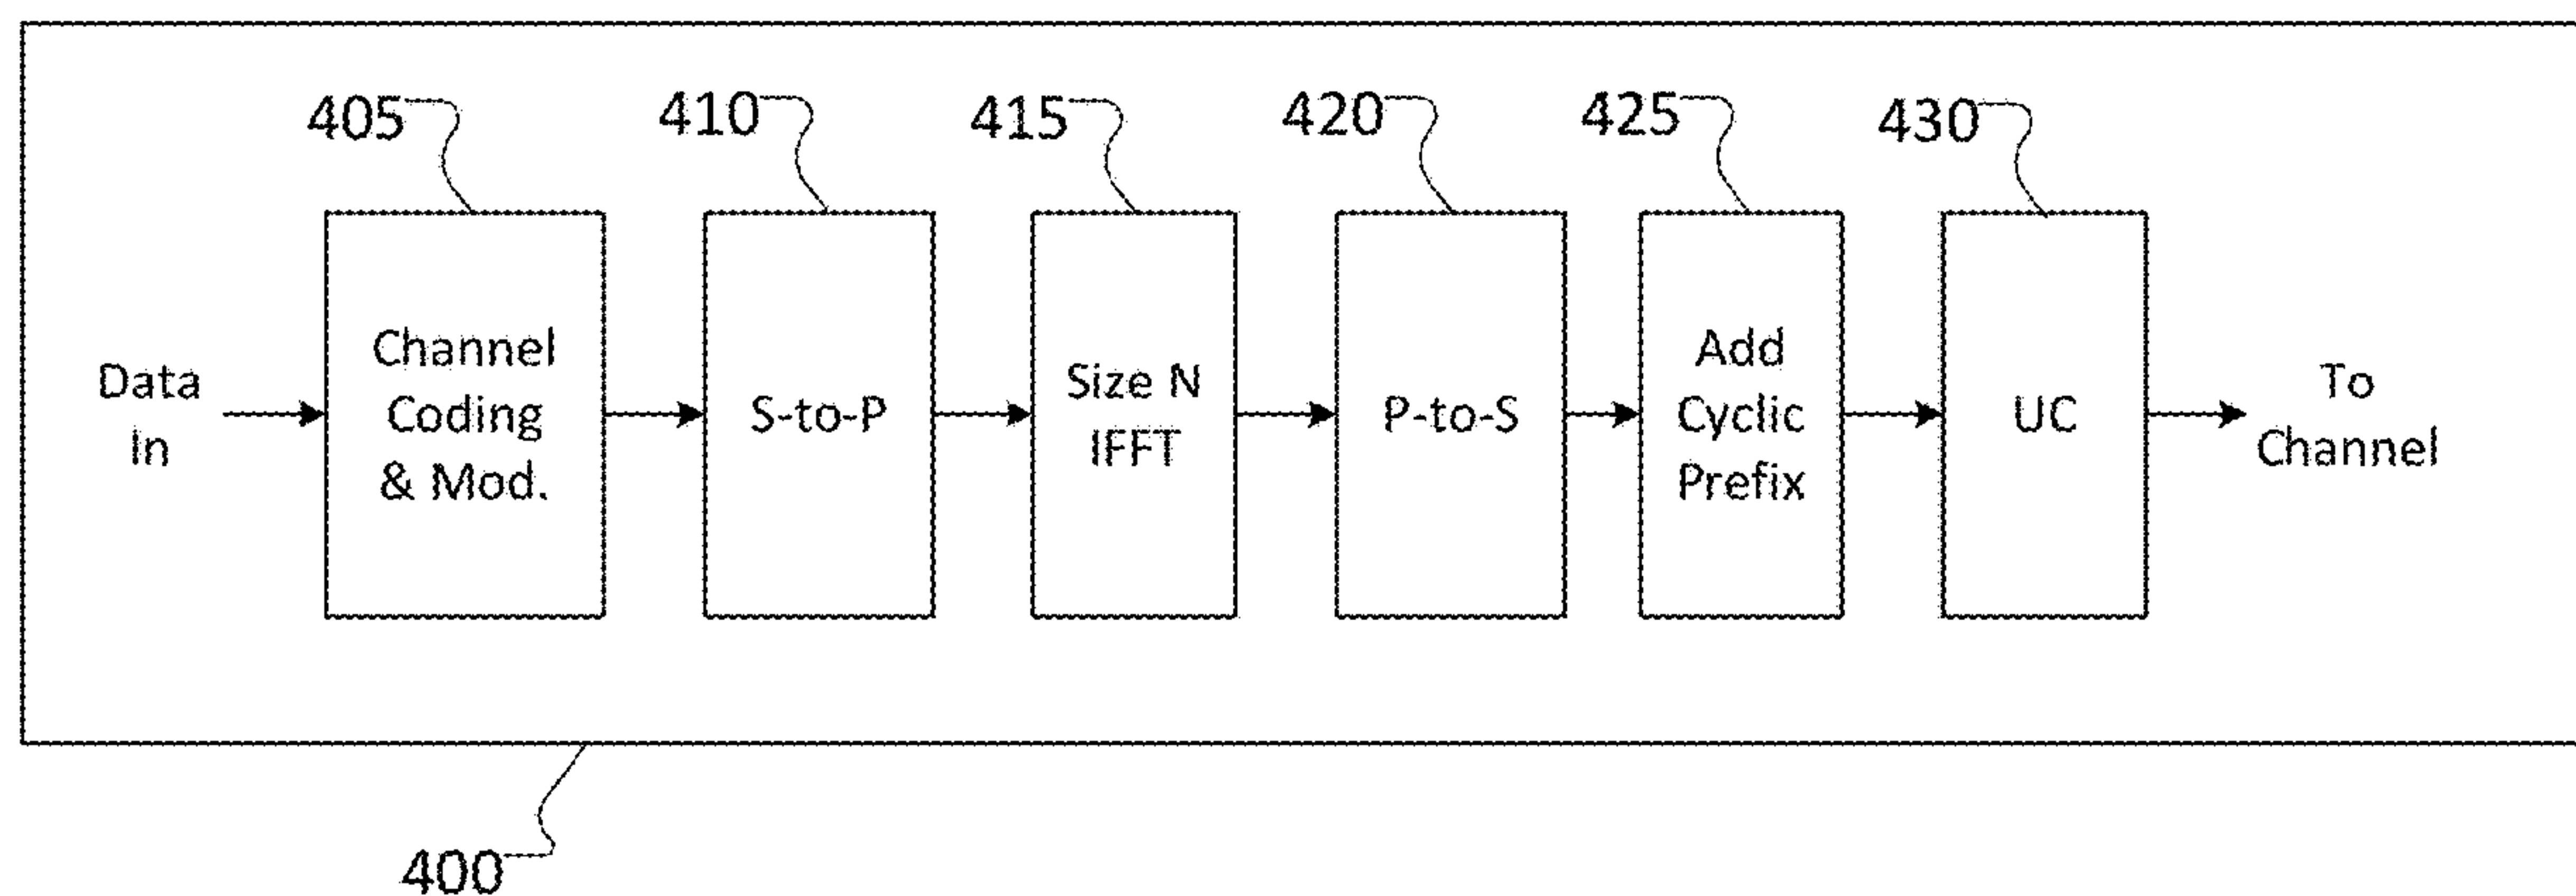 405
410
415
420
425
430
Data
In
Channel
Coding
& Mod.
S-to-P
Size N
IFFT
P-to-S
Add
Cyclic
Prefix
UC
To
Channel
400